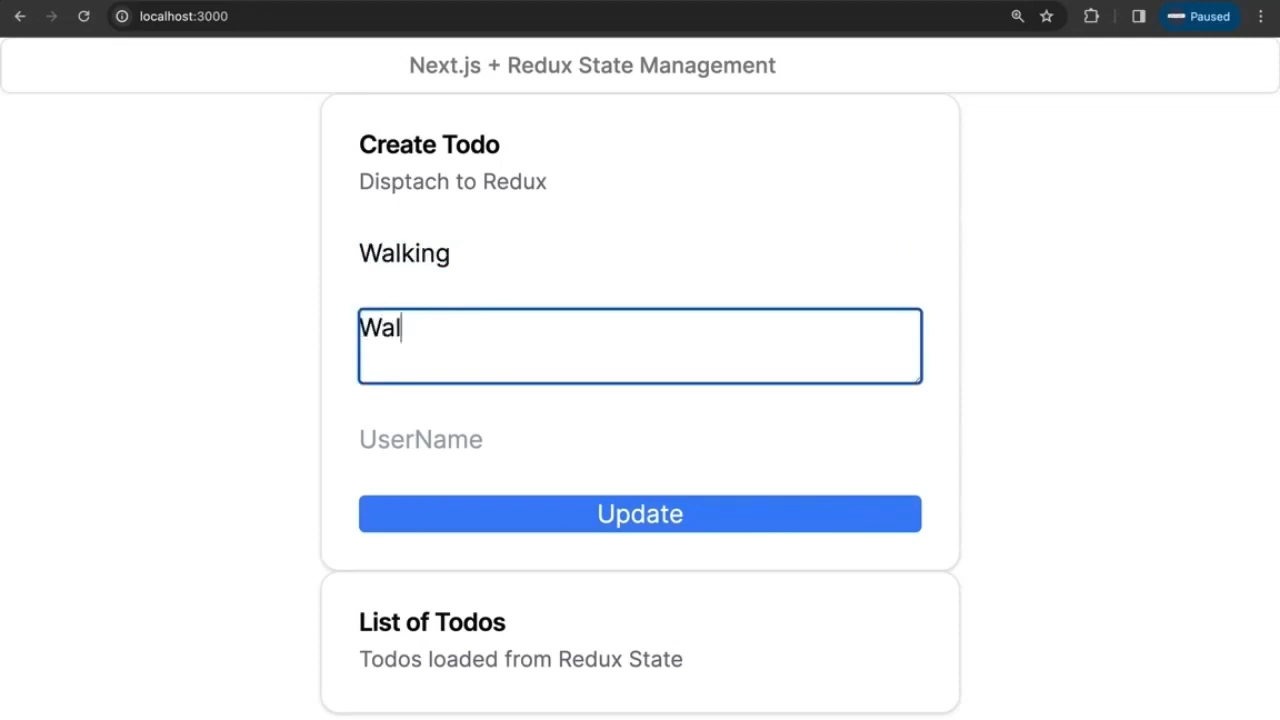 localhost:3000
Paused
Next.js + Redux State Management
Create Todo
Disptach to Redux
Walking
Wal
UserName
Update
List of Todos
Todos loaded from Redux State